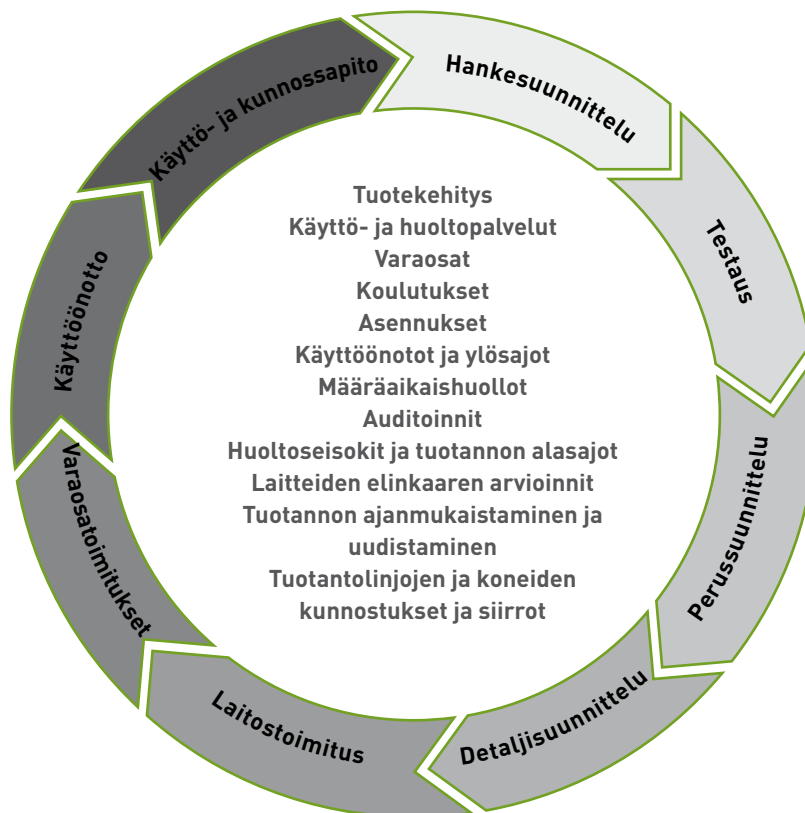 Hankesuunnittelu
Testaus
Perussuunnittelu
Detaljisuunnittelu
Laitostoimitus
Varaosatoimitukset
Käyttöönotto
Käyttö- ja kunnossapito
Tuotekehitys
Käyttö- ja huoltopalvelut
Varaosat
Koulutukset
Asennukset
Käyttöönotot ja ylösajot
Määräaikaishuollot
Auditoinnit
Huoltoseisokit ja tuotannon alasajot
Laitteiden elinkaaren arvioinnit
Tuotannon ajanmukaistaminen ja
uudistaminen
Tuotantolinjojen ja koneiden
kunnostukset ja siirrot